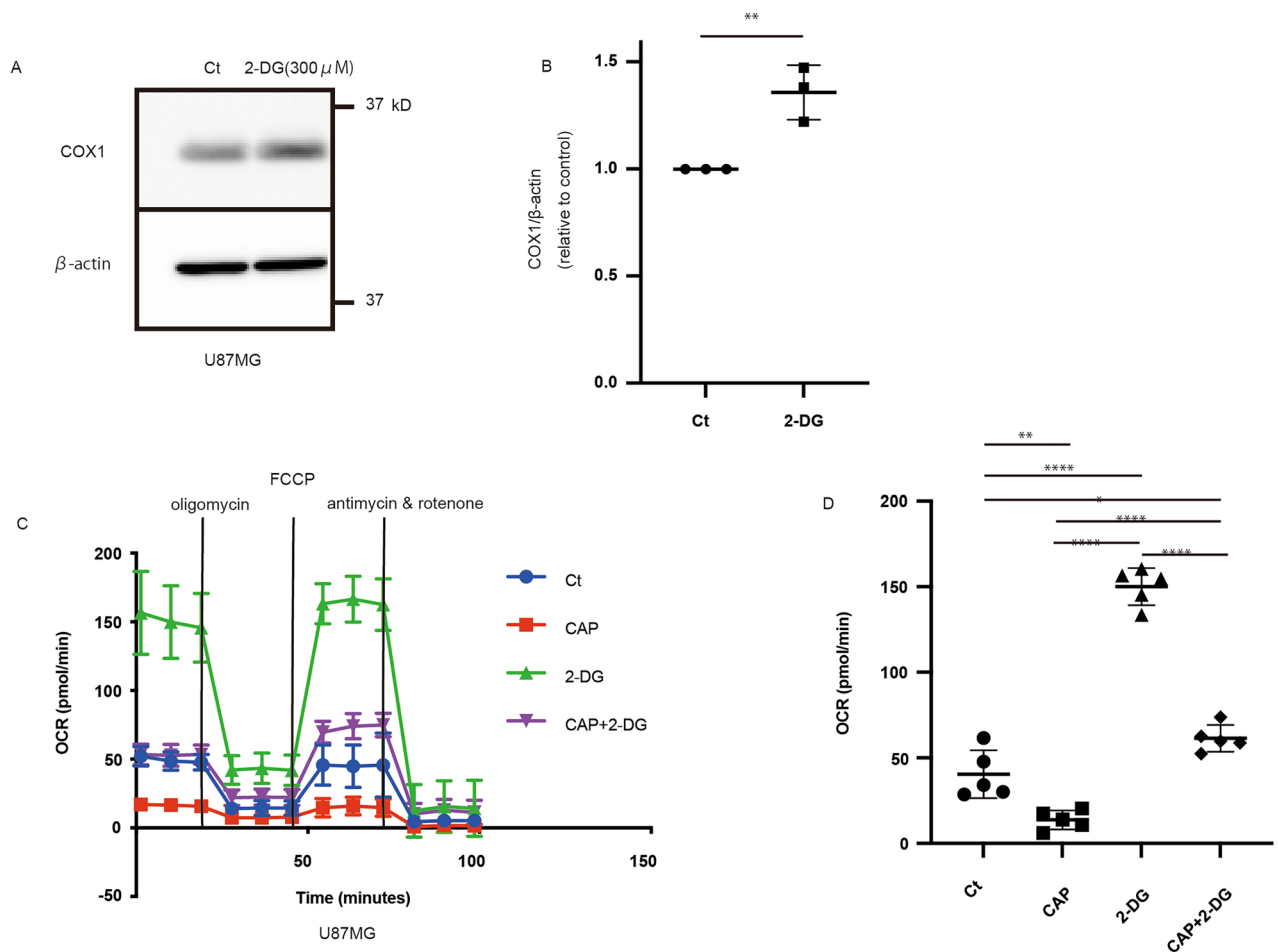 A
Ct 2-DG(300μM)
37 kD
COX1
β-actin
37
U87MG
B
**
1.5
1.0
0.5
0.0
COX1/β-actin
(relative to control)
Ct 2-DG
C
FCCP
oligomycin antimycin & rotenone
200
150
100
50
0
-50
OCR (pmol/min)
50 100 150
Time (minutes)
U87MG
Ct
CAP
2-DG
CAP+2-DG
D
**
****
*
****
**** ****
200
150
100
50
0
OCR (pmol/min)
Ct CAP 2-DG CAP+2-DG